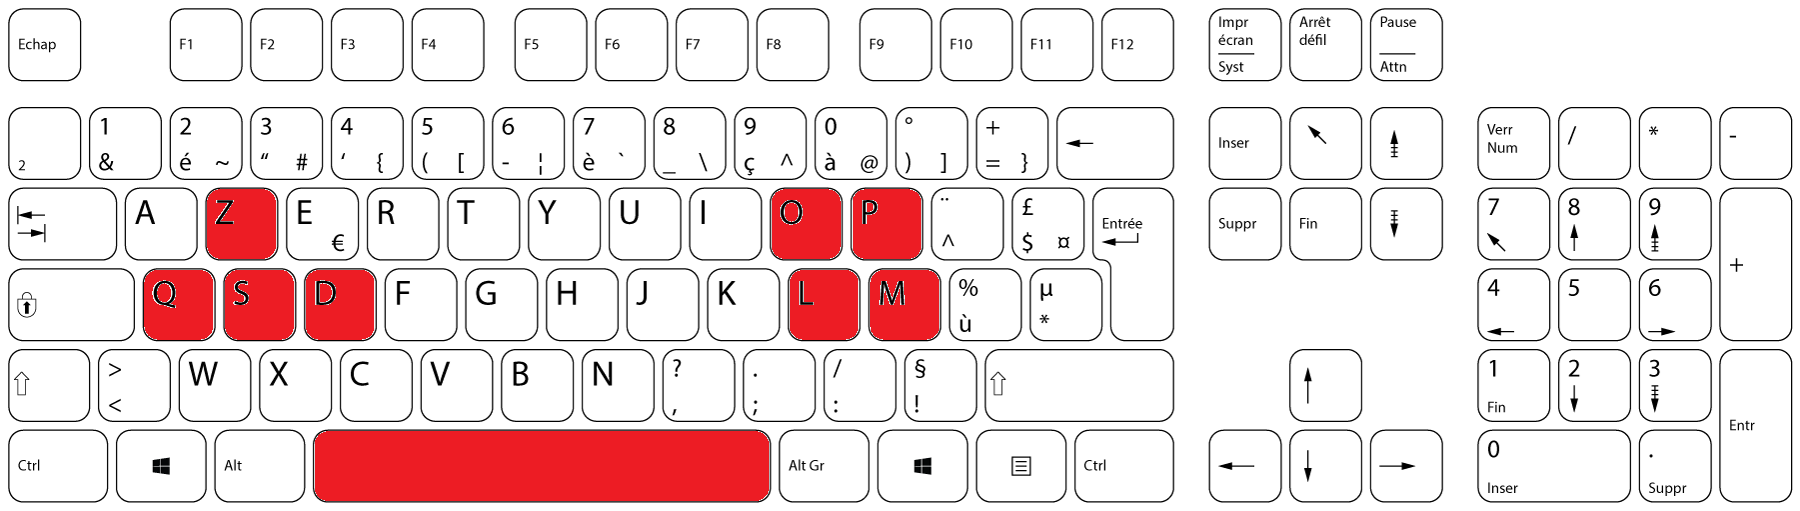 Echap F1 F2 F3 F4 F5 F6 F7 F8 F9 F10 F11 F12 Impr écran Syst Arrêt défil Pause Attn
2 1 & 2 é ~ 3 “ # 4 ‘ { 5 ( [ 6 - ¦ 7 è ` 8 _ \ 9 ç ^ 0 à @ ° ) ] + = } ← Inser Verr Num / * -
A Z E € R T Y U I O P ¨ ^ £ $ ¤ Entrée Suppr Fin 7 8 9 +
Q S D F G H J K L M % ù µ * 4 5 6
> < W X C V B N ? , . ; / : § ! 1 Fin 2 3 Entr
Ctrl Alt Alt Gr Ctrl 0 Inser . Suppr